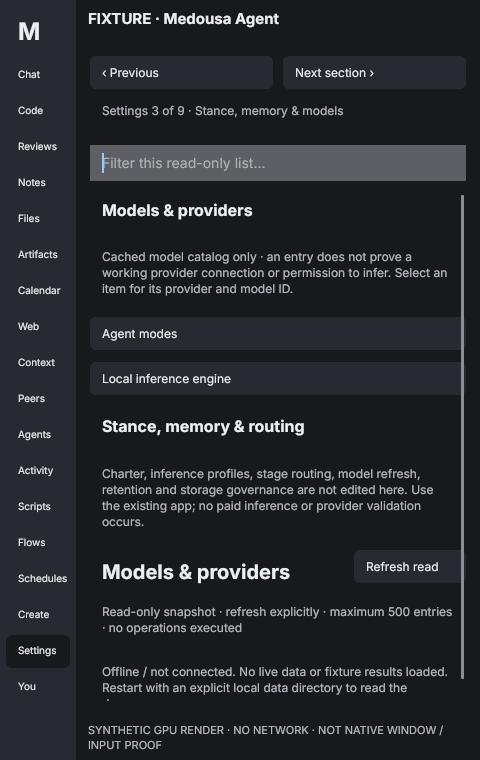 M
FIXTURE · Medousa Agent
Chat
Code
Reviews
Notes
Files
Artifacts
Calendar
Web
Context
Peers
Agents
Activity
Scripts
Flows
Schedules
Create
Settings
You
‹ Previous
Next section ›
Settings 3 of 9 · Stance, memory & models
Filter this read-only list...
Models & providers
Cached model catalog only · an entry does not prove a
working provider connection or permission to infer. Select an
item for its provider and model ID.
Agent modes
Local inference engine
Stance, memory & routing
Charter, inference profiles, stage routing, model refresh,
retention and storage governance are not edited here. Use
the existing app; no paid inference or provider validation
occurs.
Models & providers
Refresh read
Read-only snapshot · refresh explicitly · maximum 500 entries
· no operations executed
Offline / not connected. No live data or fixture results loaded.
Restart with an explicit local data directory to read the
SYNTHETIC GPU RENDER · NO NETWORK · NOT NATIVE WINDOW /
INPUT PROOF